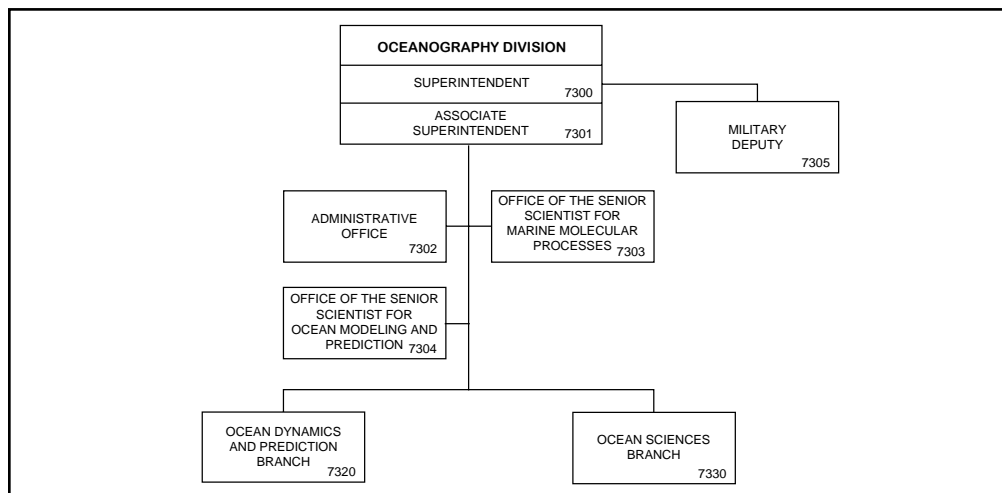 OCEANOGRAPHY DIVISION
SUPERINTENDENT
7300
ASSOCIATE
SUPERINTENDENT
7301
MILITARY
DEPUTY
7305
ADMINISTRATIVE
OFFICE
7302
OFFICE OF THE SENIOR
SCIENTIST FOR
MARINE MOLECULAR
PROCESSES
7303
OFFICE OF THE SENIOR
SCIENTIST FOR
OCEAN MODELING AND
PREDICTION
7304
OCEAN DYNAMICS
AND PREDICTION
BRANCH
7320
OCEAN SCIENCES
BRANCH
7330